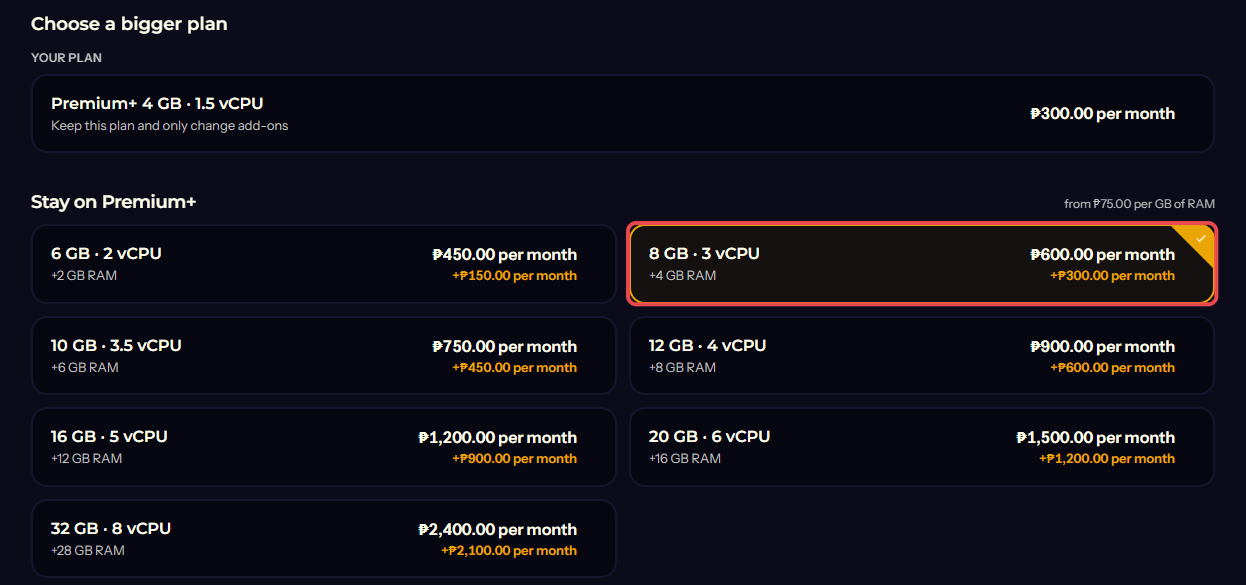 Choose a bigger plan
YOUR PLAN
Premium+ 4 GB · 1.5 vCPU
Keep this plan and only change add-ons
₱300.00 per month
Stay on Premium+
from ₱75.00 per GB of RAM
6 GB · 2 vCPU
+2 GB RAM
₱450.00 per month
+₱150.00 per month
8 GB · 3 vCPU
+4 GB RAM
₱600.00 per month
+₱300.00 per month
10 GB · 3.5 vCPU
+6 GB RAM
₱750.00 per month
+₱450.00 per month
12 GB · 4 vCPU
+8 GB RAM
₱900.00 per month
+₱600.00 per month
16 GB · 5 vCPU
+12 GB RAM
₱1,200.00 per month
+₱900.00 per month
20 GB · 6 vCPU
+16 GB RAM
₱1,500.00 per month
+₱1,200.00 per month
32 GB · 8 vCPU
+28 GB RAM
₱2,400.00 per month
+₱2,100.00 per month